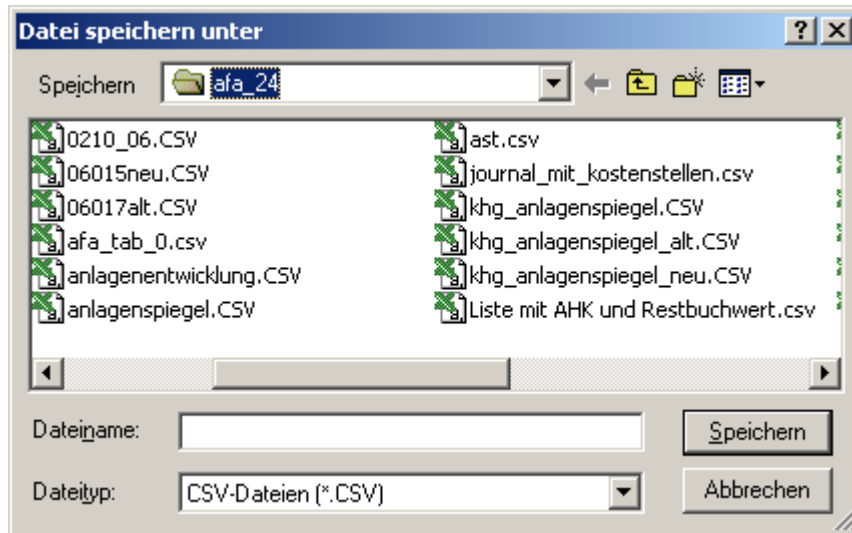 Datei speichern unter
Speichern afa_24
0210_06.CSV
06015neu.CSV
06017alt.CSV
afa_tab_0.csv
anlagenentwicklung.CSV
anlagenspiegel.CSV
ast.csv
journal_mit_kostenstellen.csv
khg_anlagenspiegel.CSV
khg_anlagenspiegel_alt.CSV
khg_anlagenspiegel_neu.CSV
Liste mit AHK und Restbuchwert.csv
Dateiname: Speichern
Dateityp: CSV-Dateien (*.CSV) Abbrechen